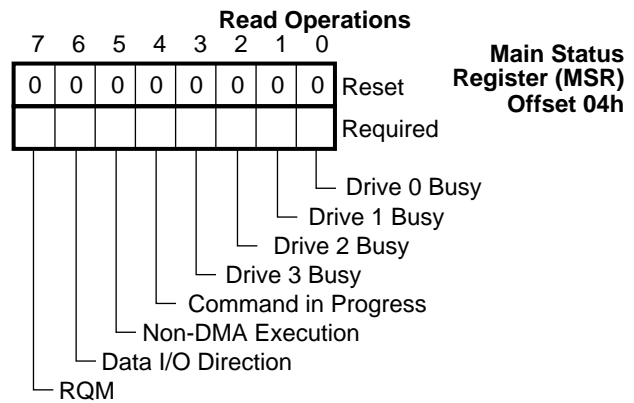 Read Operations
7 6 5 4 3 2 1 0
Main Status
Register (MSR)
Offset 04h
0 0 0 0 0 0 0 0 Reset
Required
Drive 0 Busy
Drive 1 Busy
Drive 2 Busy
Drive 3 Busy
Command in Progress
Non-DMA Execution
Data I/O Direction
RQM